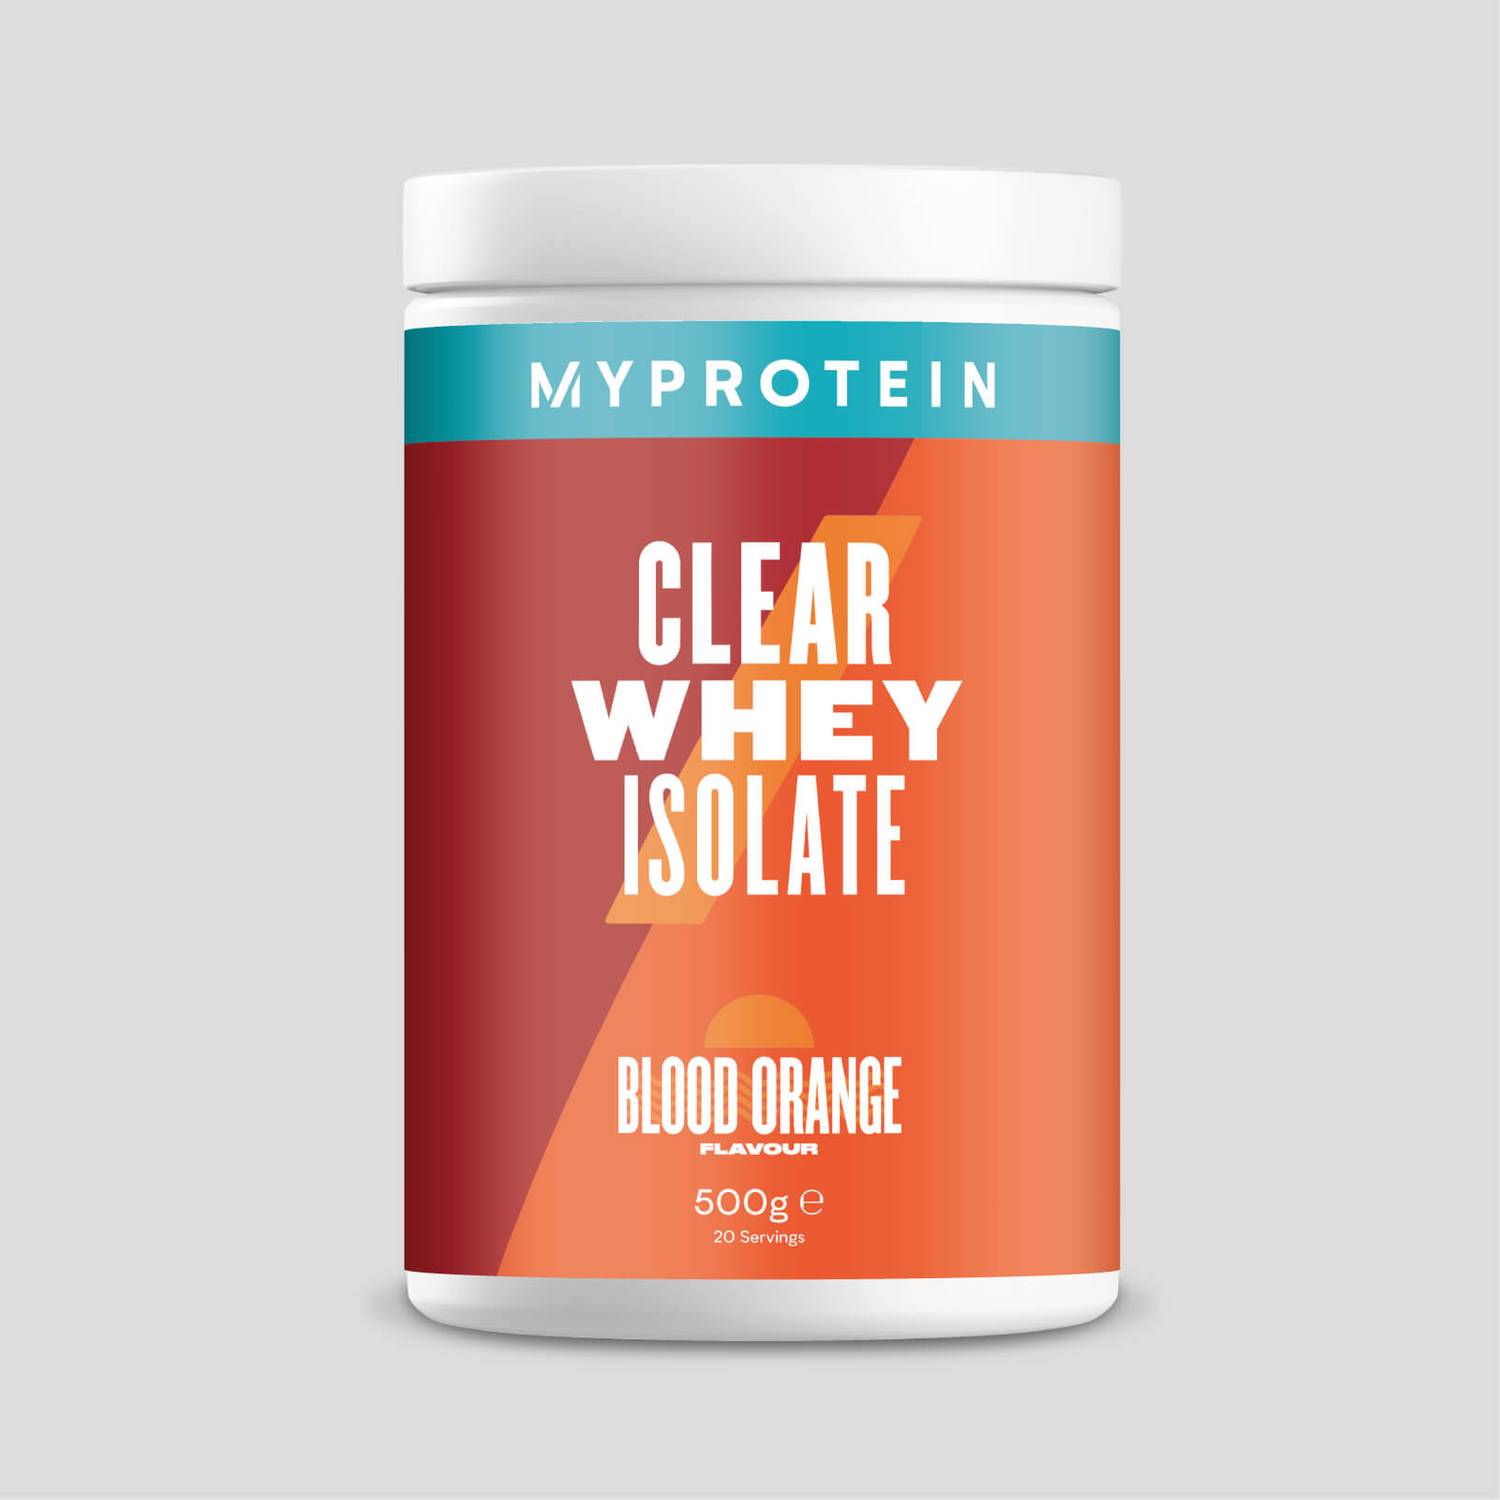 MYPROTEIN
CLEAR
WHEY
ISOLATE
BLOOD ORANGE
FLAVOUR
500g ℮
20 Servings